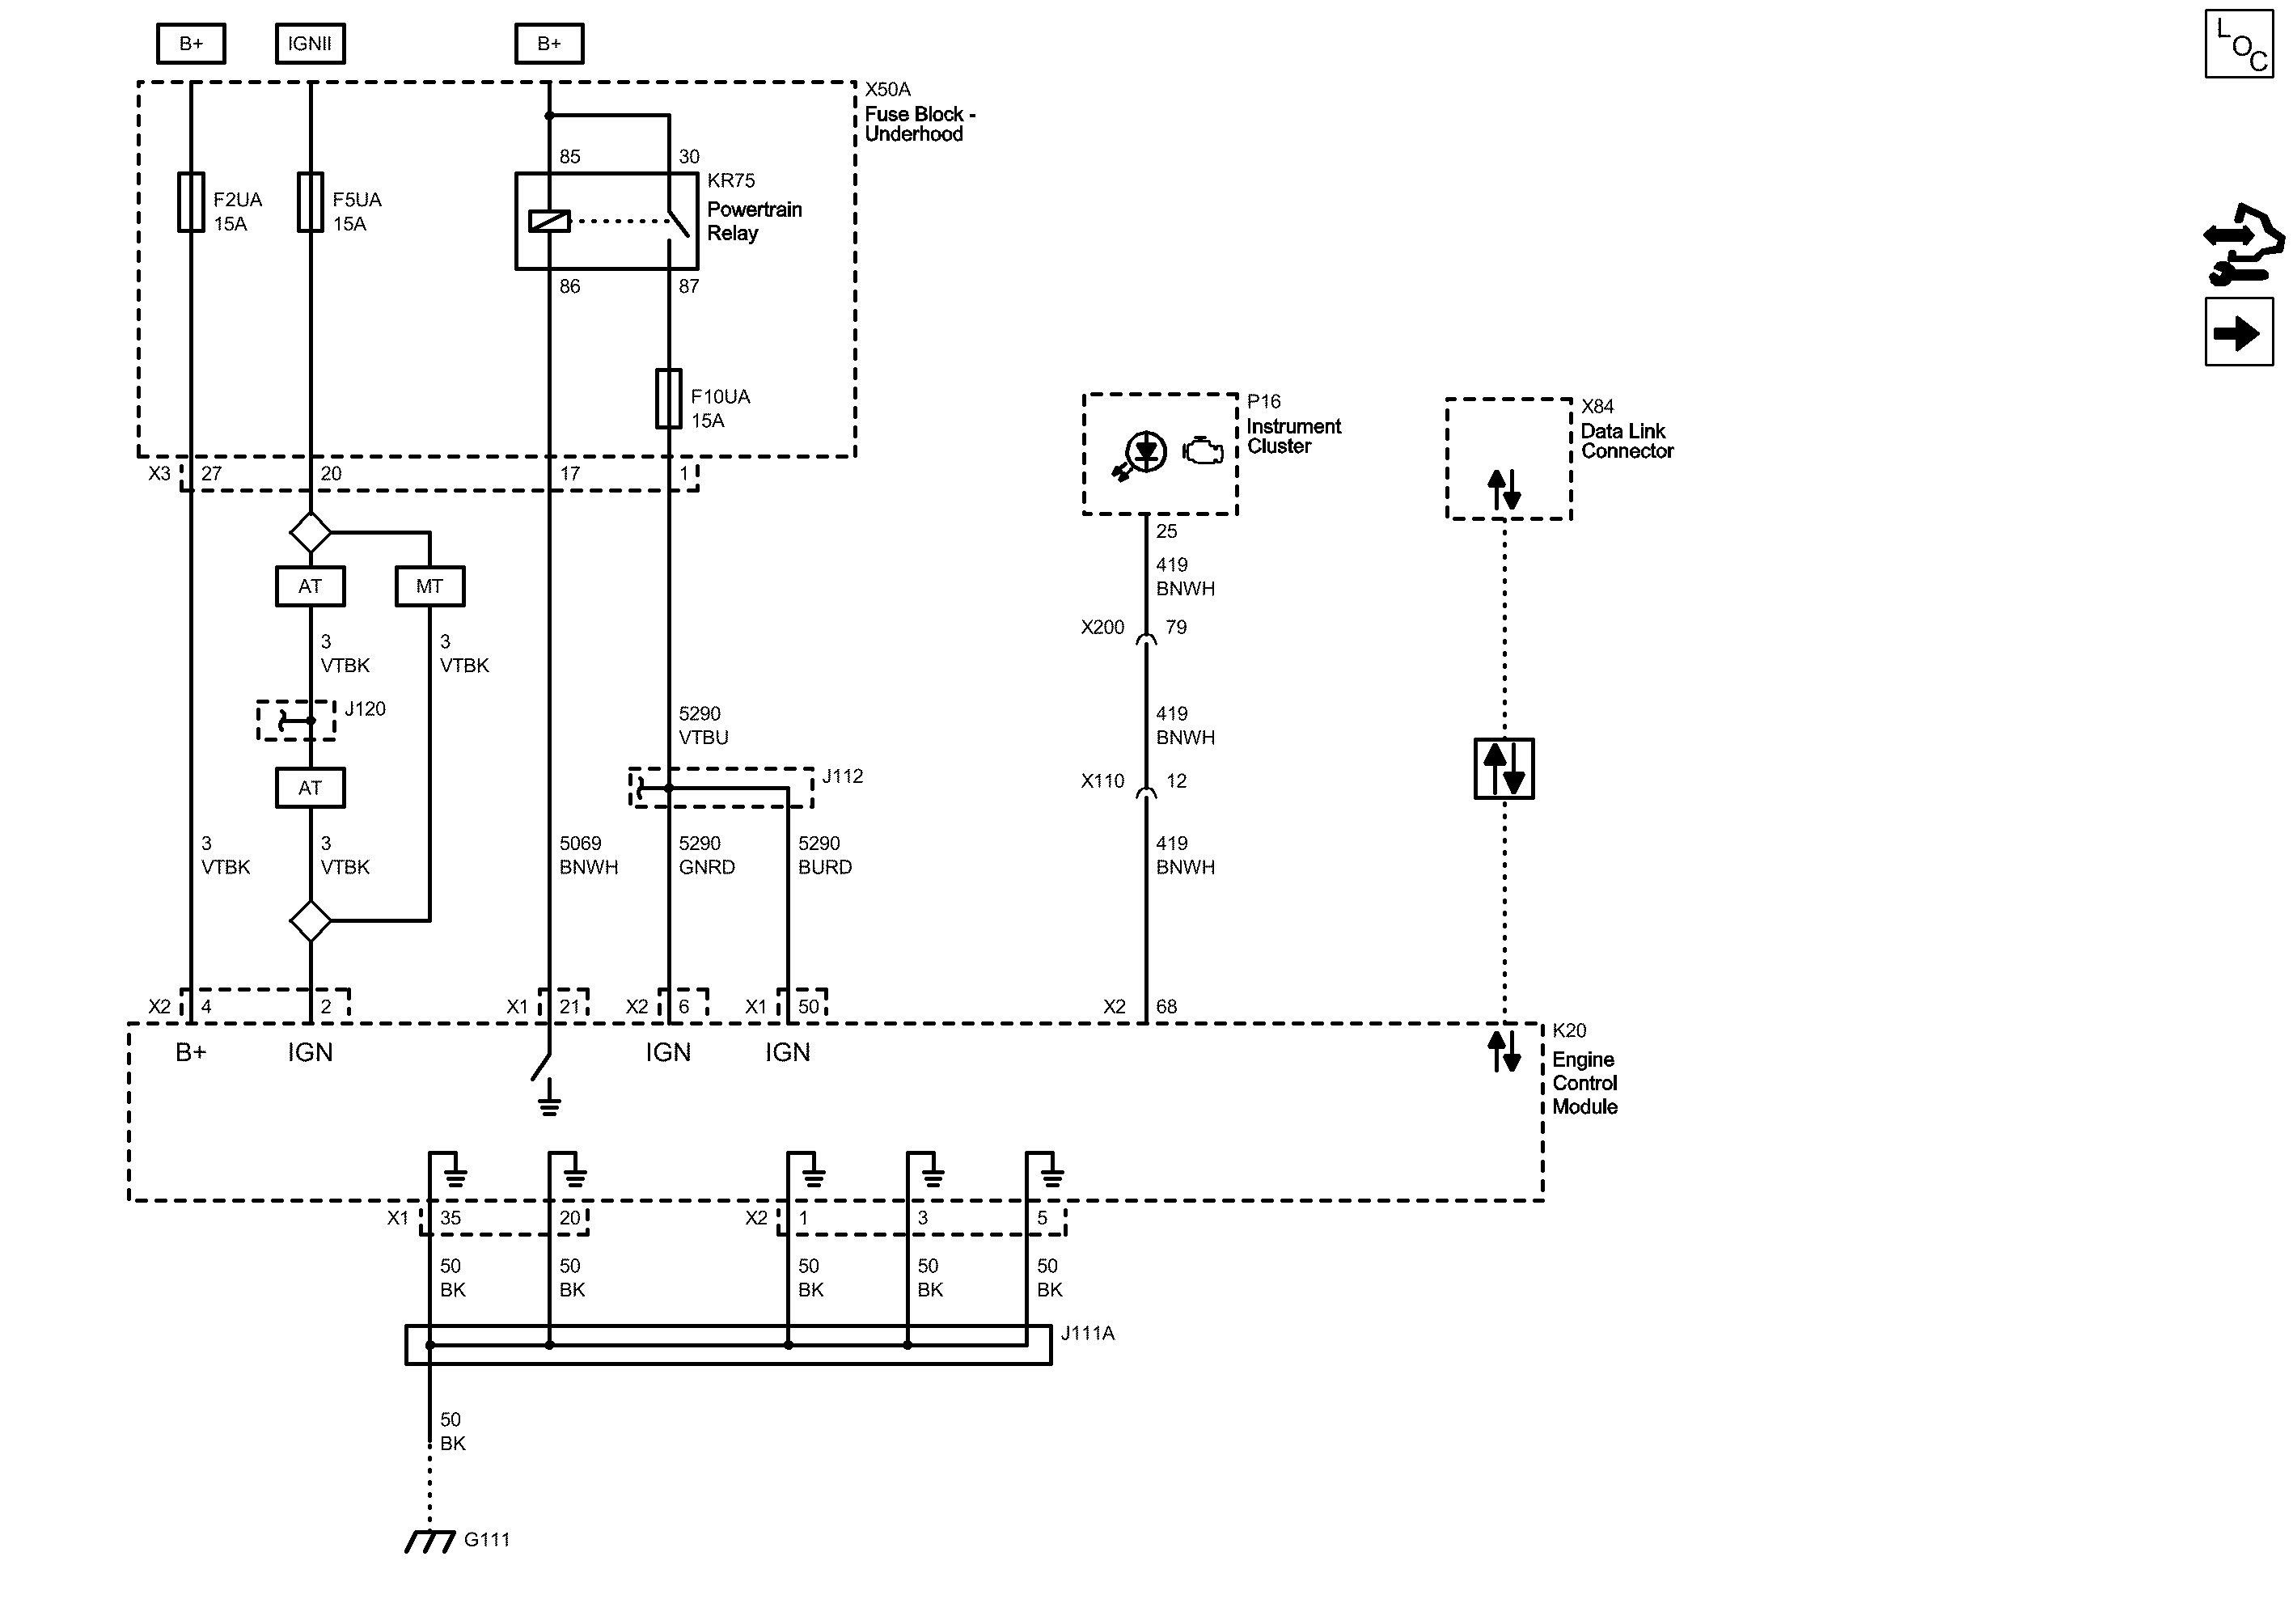 B+
IGNII
B+
LOC
X50A
Fuse Block -
Underhood
85
30
KR75
Powertrain
Relay
F2UA
15A
F5UA
15A
86
87
F10UA
15A
P16
Instrument
Cluster
X84
Data Link
Connector
X3
27
20
17
1
25
419
BNWH
AT
MT
X200
79
3
VTBK
3
VTBK
J120
5290
VTBU
419
BNWH
J112
X110
12
AT
3
VTBK
3
VTBK
5069
BNWH
5290
GNRD
5290
BURD
419
BNWH
X2
4
2
X1
21
X2
6
X1
50
X2
68
B+
IGN
IGN
IGN
K20
Engine
Control
Module
X1
35
20
X2
1
3
5
50
BK
50
BK
50
BK
50
BK
50
BK
J111A
50
BK
G111